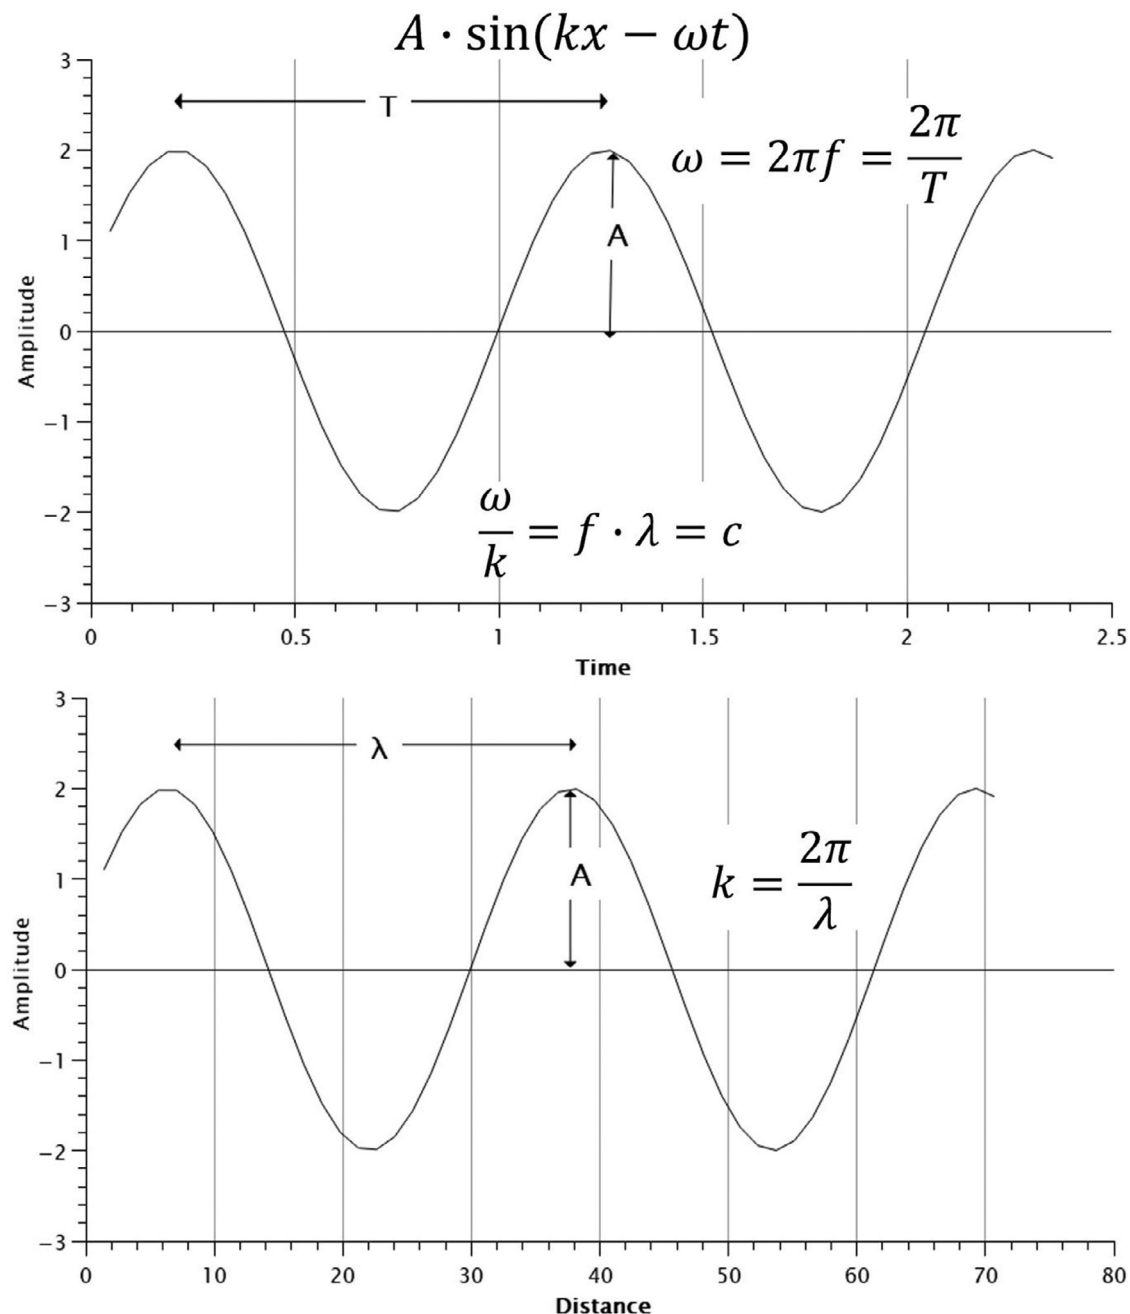 A · sin(kx − ωt)
3
T
ω = 2πf = 2π/T
2
A
1
Amplitude
0
−1
−2
ω/k = f · λ = c
−3
0 0.5 1 1.5 2 2.5
Time
3
λ
2
k = 2π/λ
A
1
Amplitude
0
−1
−2
−3
0 10 20 30 40 50 60 70 80
Distance